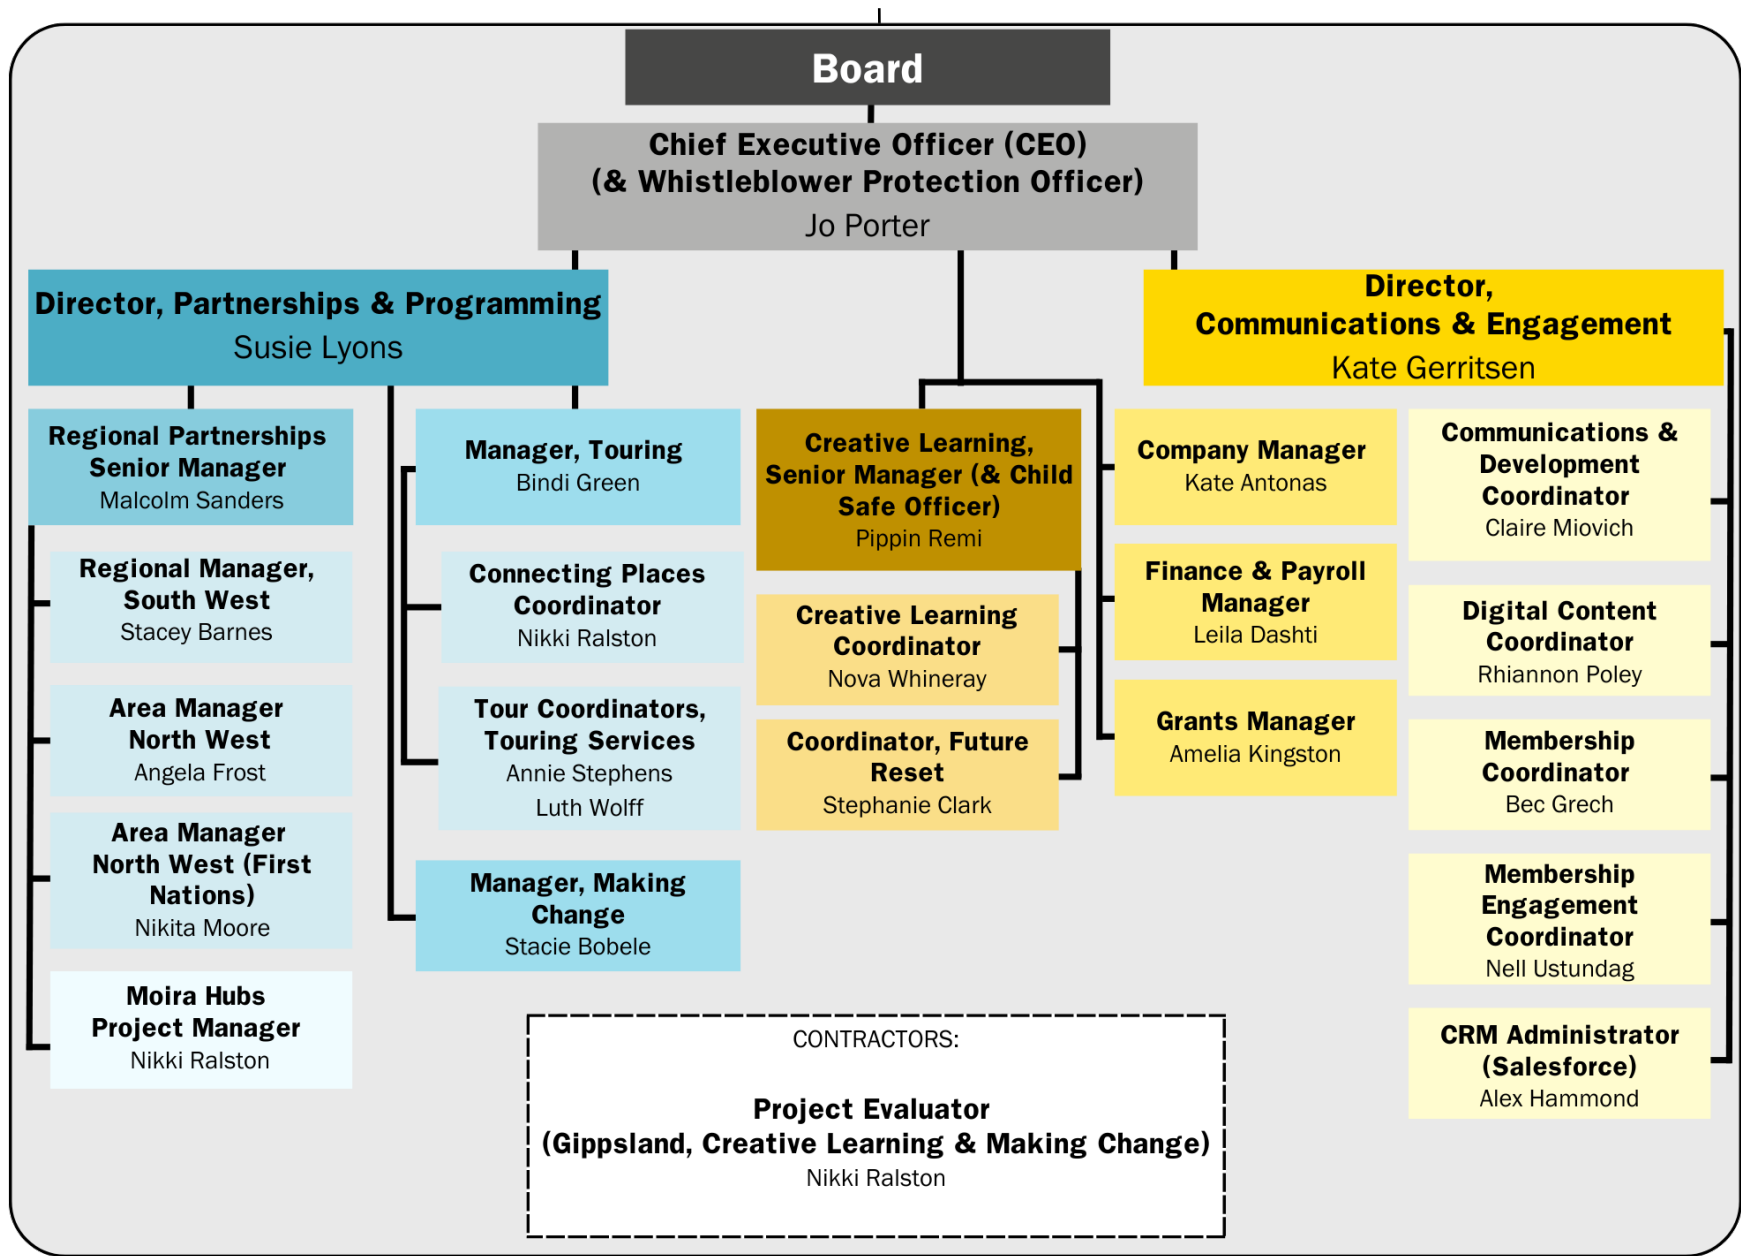 Board
Chief Executive Officer (CEO)
(& Whistleblower Protection Officer)
Jo Porter
Director, Partnerships & Programming
Susie Lyons
Director,
Communications & Engagement
Kate Gerritsen
Regional Partnerships
Senior Manager
Malcolm Sanders
Regional Manager,
South West
Stacey Barnes
Area Manager
North West
Angela Frost
Area Manager
North West (First
Nations)
Nikita Moore
Moira Hubs
Project Manager
Nikki Ralston
Manager, Touring
Bindi Green
Connecting Places
Coordinator
Nikki Ralston
Tour Coordinators,
Touring Services
Annie Stephens
Luth Wolff
Manager, Making
Change
Stacie Bobele
Creative Learning,
Senior Manager (& Child
Safe Officer)
Pippin Remi
Creative Learning
Coordinator
Nova Whineray
Coordinator, Future
Reset
Stephanie Clark
Company Manager
Kate Antonas
Finance & Payroll
Manager
Leila Dashti
Grants Manager
Amelia Kingston
Communications &
Development
Coordinator
Claire Miovich
Digital Content
Coordinator
Rhiannon Poley
Membership
Coordinator
Bec Grech
Membership
Engagement
Coordinator
Nell Ustundag
CRM Administrator
(Salesforce)
Alex Hammond
CONTRACTORS:
Project Evaluator
(Gippsland, Creative Learning & Making Change)
Nikki Ralston